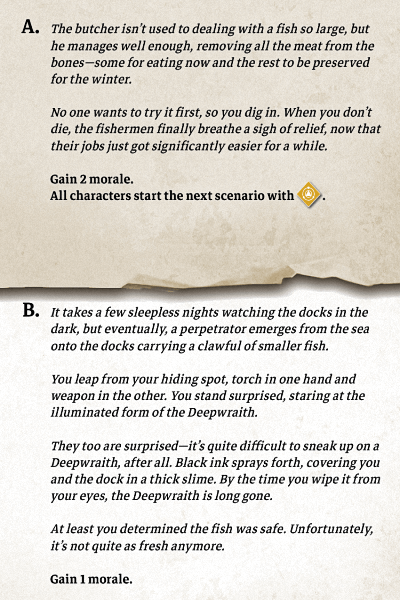 A. The butcher isn't used to dealing with a fish so large, but
he manages well enough, removing all the meat from the
bones—some for eating now and the rest to be preserved
for the winter.
No one wants to try it first, so you dig in. When you don't
die, the fishermen finally breathe a sigh of relief, now that
their jobs just got significantly easier for a while.
Gain 2 morale.
All characters start the next scenario with .
B. It takes a few sleepless nights watching the docks in the
dark, but eventually, a perpetrator emerges from the sea
onto the docks carrying a clawful of smaller fish.
You leap from your hiding spot, torch in one hand and
weapon in the other. You stand surprised, staring at the
illuminated form of the Deepwraith.
They too are surprised—it's quite difficult to sneak up on a
Deepwraith, after all. Black ink sprays forth, covering you
and the dock in a thick slime. By the time you wipe it from
your eyes, the Deepwraith is long gone.
At least you determined the fish was safe. Unfortunately,
it's not quite as fresh anymore.
Gain 1 morale.